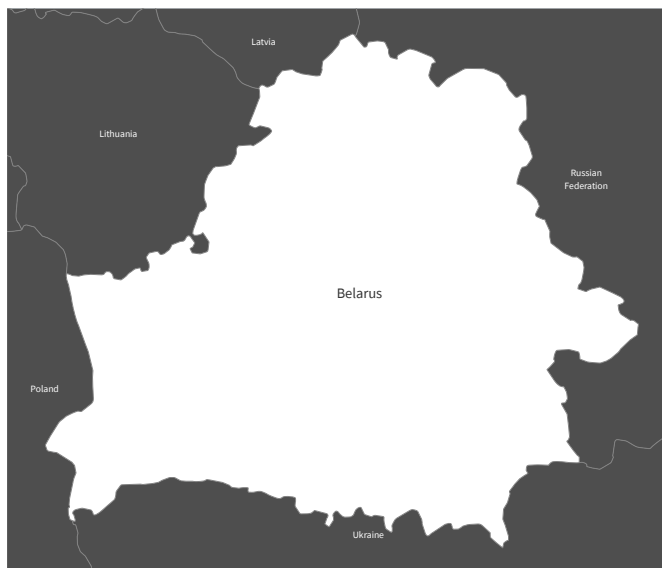 Latvia
Lithuania
Russian
Federation
Belarus
Poland
Ukraine